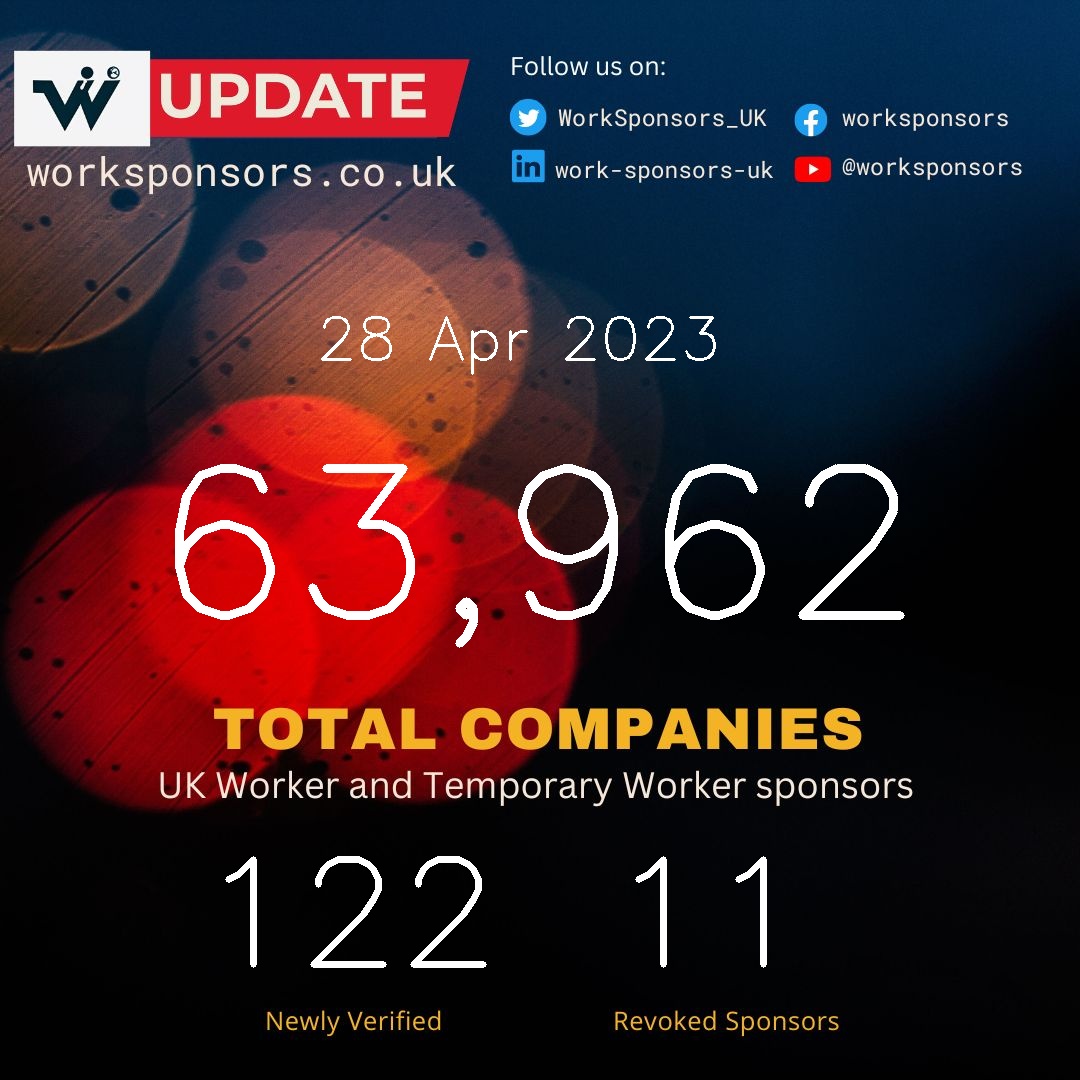 UPDATE
worksponsors.co.uk
Follow us on:
WorkSponsors_UK
worksponsors
work-sponsors-uk
@worksponsors
28 Apr 2023
63,962
TOTAL COMPANIES
UK Worker and Temporary Worker sponsors
122
11
Newly Verified
Revoked Sponsors